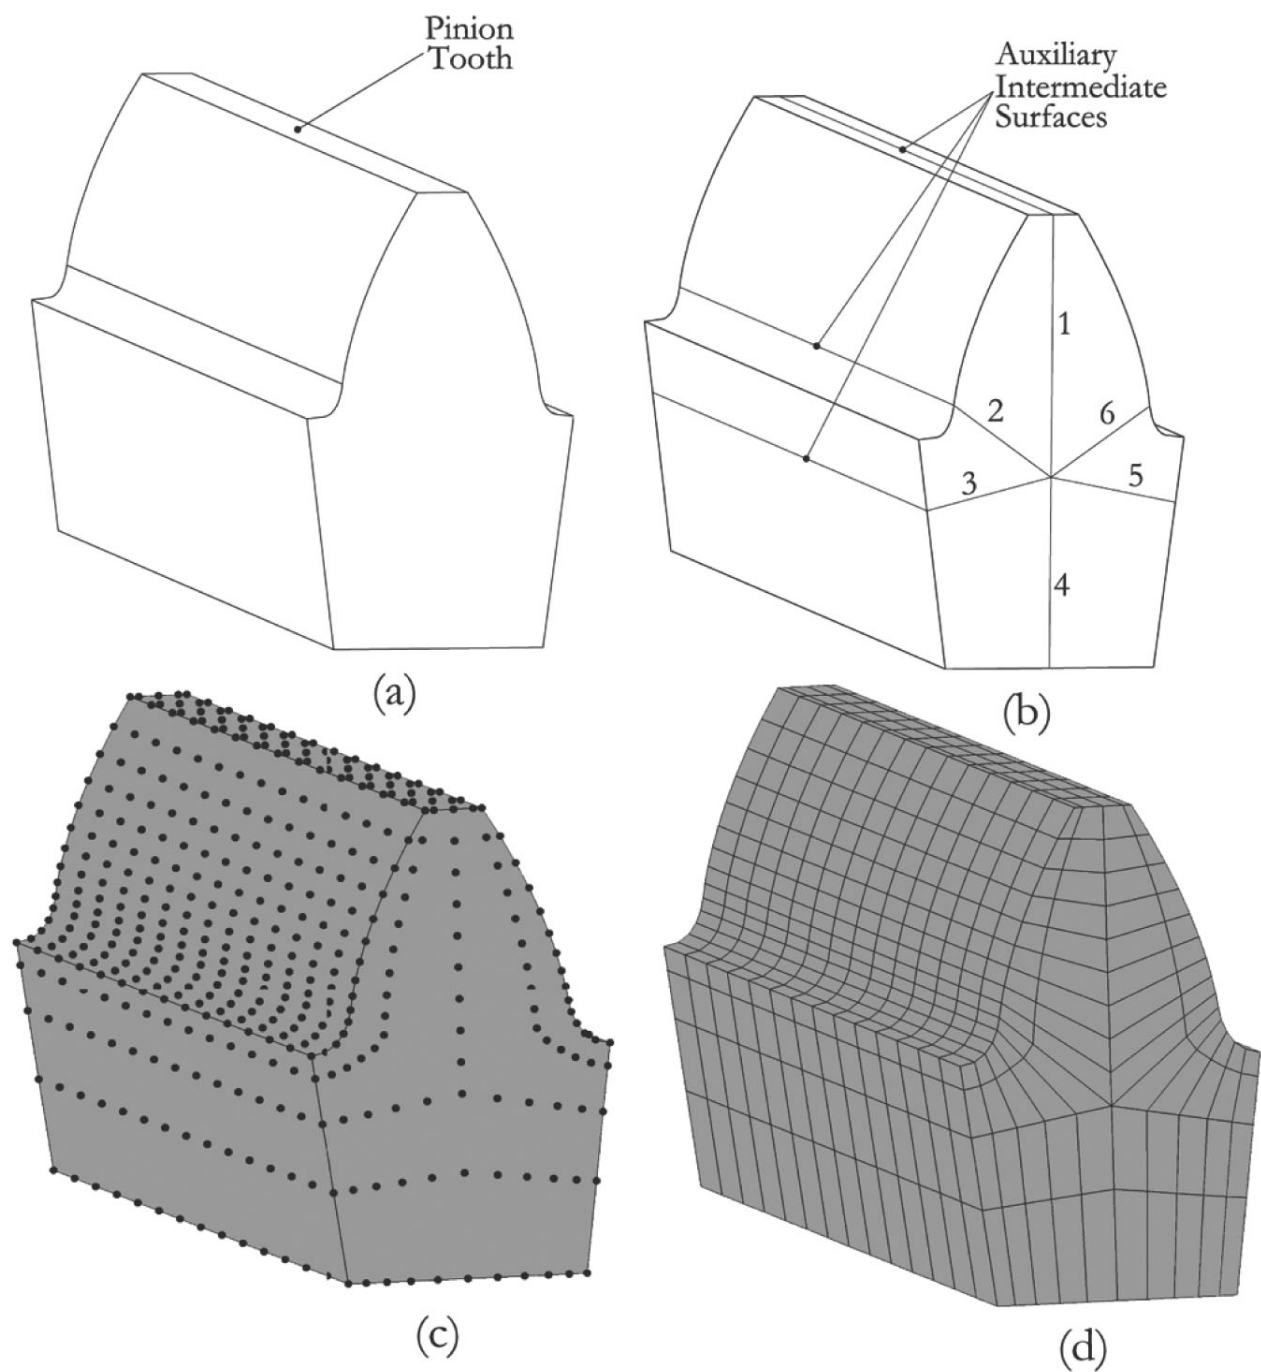 Pinion
Tooth
Auxiliary
Intermediate
Surfaces
1
2
6
3
5
4
(a)
(b)
(c)
(d)